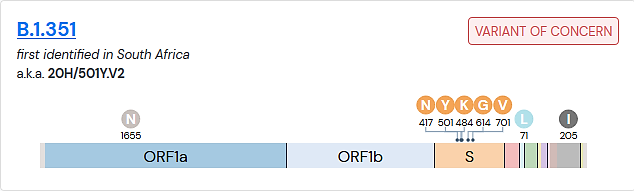 B.1.351
VARIANT OF CONCERN
first identified in South Africa
a.k.a. 20H/501Y.V2
N N Y K G V L I
1655 417 501 484 614 701 71 205
ORF1a ORF1b S